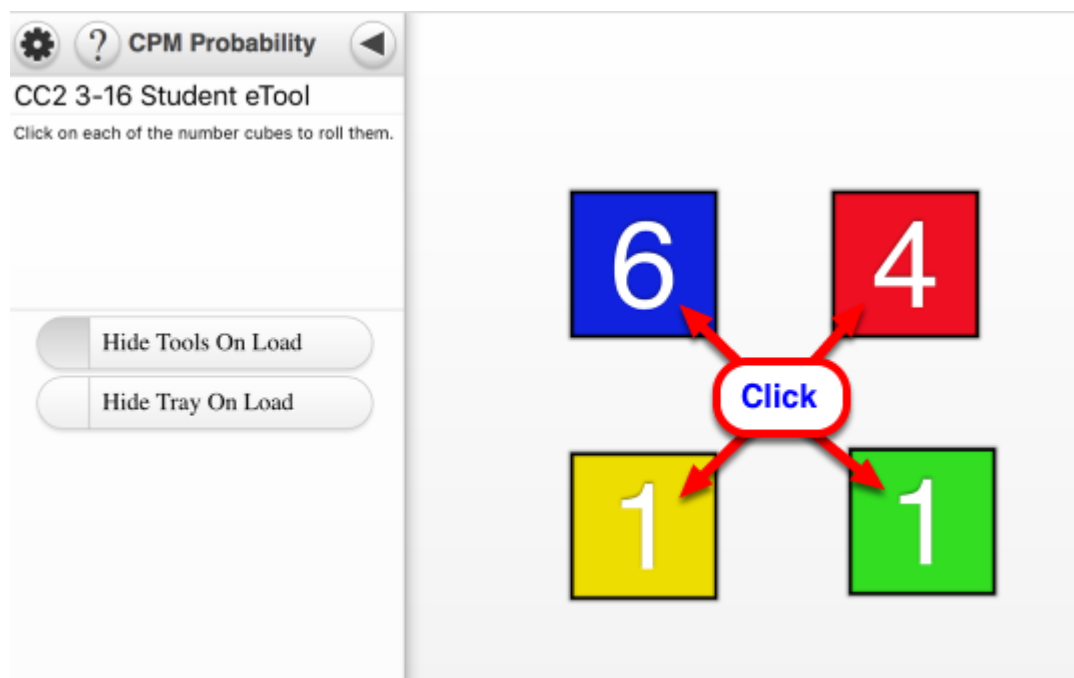 ? CPM Probability
CC2 3-16 Student eTool
Click on each of the number cubes to roll them.
Hide Tools On Load
Hide Tray On Load
6 4
Click
1 1